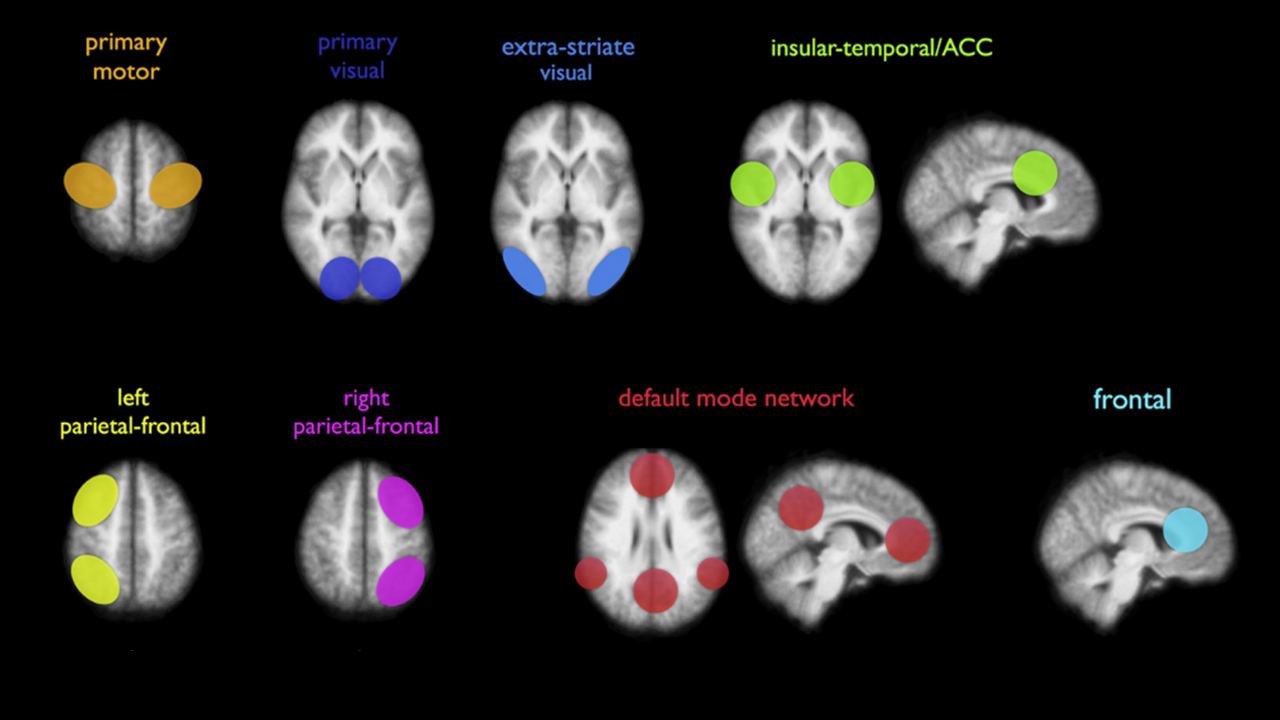 primary
motor
primary
visual
extra-striate
visual
insular-temporal/ACC
left
parietal-frontal
right
parietal-frontal
default mode network
frontal